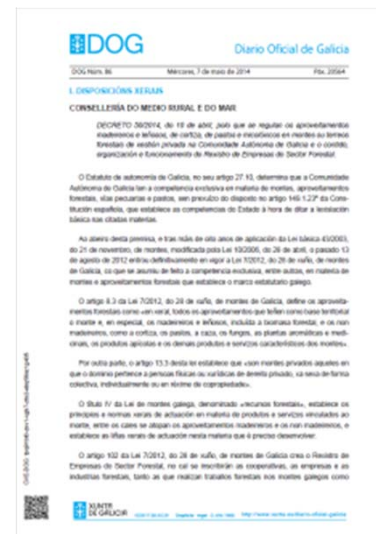 DOG
Diario Oficial de Galicia
DOG Núm. 86 Mércores, 7 de maio de 2014 Páx. 20564
I. DISPOSICIÓNS XERAIS
CONSELLERÍA DO MEDIO RURAL E DO MAR
DECRETO 50/2014, do 10 de abril, polo que se regulan os aproveitamentos
madeireiros e leñosos, de cortiza, de pastos e micolóxicos en montes ou terreos
forestais de xestión privada na Comunidade Autónoma de Galicia e o contido,
organización e funcionamento do Rexistro de Empresas do Sector Forestal.
O Estatuto de autonomía de Galicia, no seu artigo 27.10, determina que a Comunidade
Autónoma de Galicia ten a competencia exclusiva en materia de montes, aproveitamentos
forestais, vías pecuarias e pastos, sen prexuízo do disposto no artigo 149.1.23ª da Cons-
titución española, que establece as competencias do Estado á hora de ditar a lexislación
básica nas citadas materias.
Ao abeiro desta premisa, e tras máis de oito anos de aplicación da Lei básica 43/2003,
do 21 de novembro, de montes, modificada pola Lei 10/2006, do 28 de abril, o pasado 13
de agosto de 2012 entrou definitivamente en vigor a Lei 7/2012, do 28 de xuño, de montes
de Galicia, co que se asumiu de feito a competencia exclusiva, entre outras, en materia de
montes e aproveitamentos forestais que establece o marco estatutario galego.
O artigo 8.3 da Lei 7/2012, do 28 de xuño, de montes de Galicia, define os aproveita-
mentos forestais como «en xeral, todos os aproveitamentos que teñen como base territorial
o monte e, en especial, os madeireiros e leñosos, incluída a biomasa forestal, e os non
madeireiros, como a cortiza, os pastos, a caza, os fungos, as plantas aromáticas e medi-
cinais, os produtos apícolas e os demais produtos e servizos característicos dos montes».
Por outra parte, o artigo 13.3 desta lei establece que «son montes privados aqueles en
que o dominio pertence a persoas físicas ou xurídicas de dereito privado, xa sexa de forma
colectiva, individualmente ou en réxime de copropiedade».
O título IV da Lei de montes galega, denominado «recursos forestais», establece os
principios e normas xerais de actuación en materia de produtos e servizos vinculados ao
monte, entre os cales se atopan os aproveitamentos madeireiros e os non madeireiros, e
establece as liñas xerais de actuación nesta materia que é preciso desenvolver.
O artigo 102 da Lei 7/2012, do 28 de xuño, de montes de Galicia crea o Rexistro de
Empresas do Sector Forestal, no cal se inscribirán as cooperativas, as empresas e as
industrias forestais, tanto as que realizan traballos forestais nos montes galegos como
XUNTA
DE GALICIA